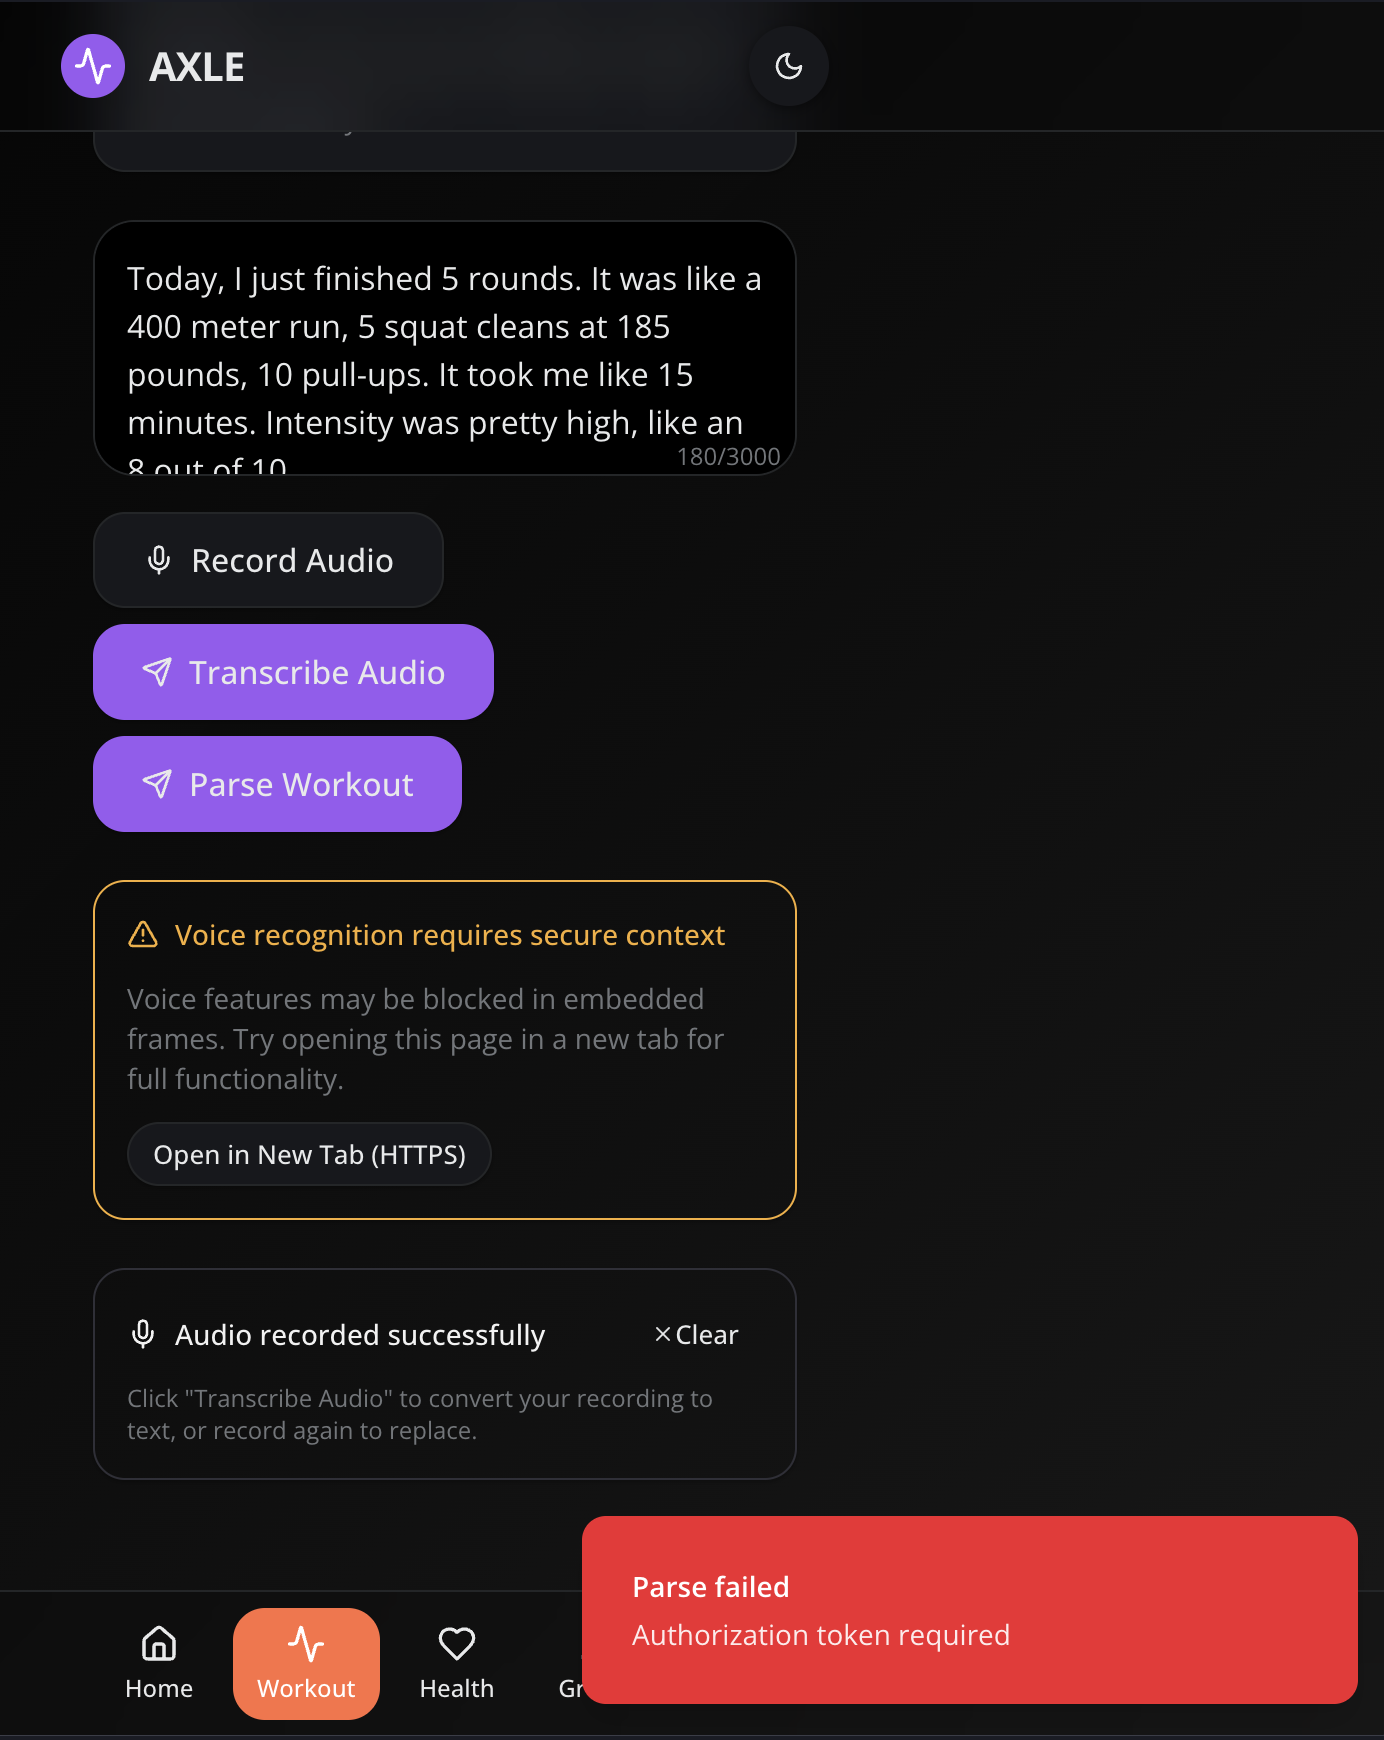 AXLE
Today, I just finished 5 rounds. It was like a
400 meter run, 5 squat cleans at 185
pounds, 10 pull-ups. It took me like 15
minutes. Intensity was pretty high, like an
8 out of 10
180/3000
Record Audio
Transcribe Audio
Parse Workout
Voice recognition requires secure context
Voice features may be blocked in embedded
frames. Try opening this page in a new tab for
full functionality.
Open in New Tab (HTTPS)
Audio recorded successfully
Clear
Click "Transcribe Audio" to convert your recording to
text, or record again to replace.
Parse failed
Authorization token required
Home
Workout
Health
Gr